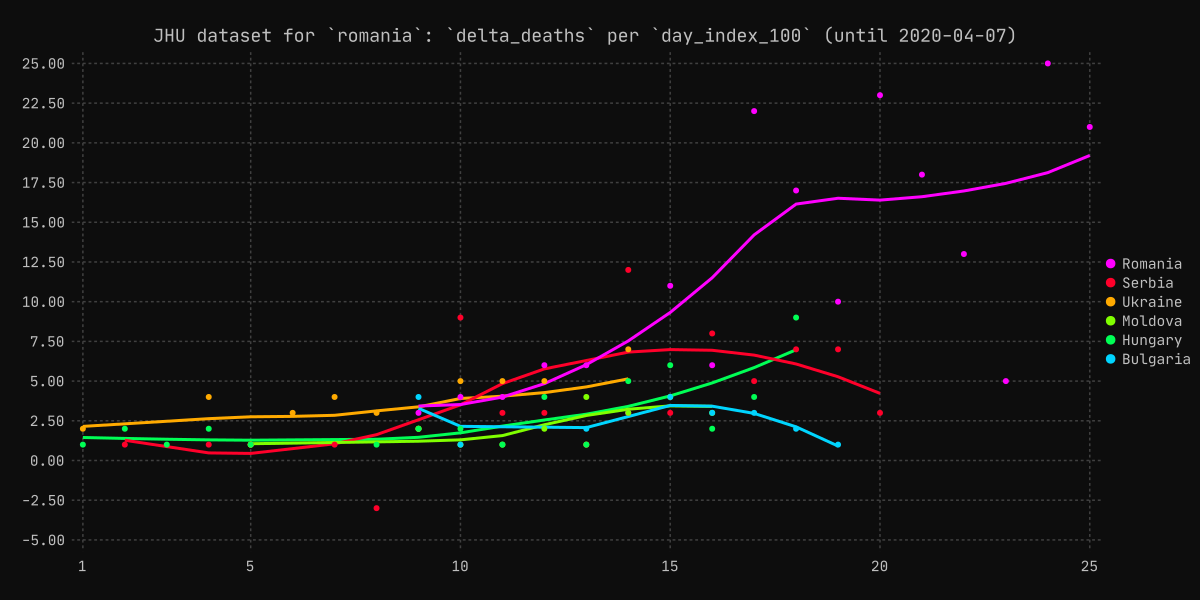 JHU dataset for `romania`: `delta_deaths` per `day_index_100` (until 2020-04-07)
25.00
22.50
20.00
17.50
15.00
12.50
10.00
7.50
5.00
2.50
0.00
−2.50
−5.00
1 5 10 15 20 25
Romania
Serbia
Ukraine
Moldova
Hungary
Bulgaria